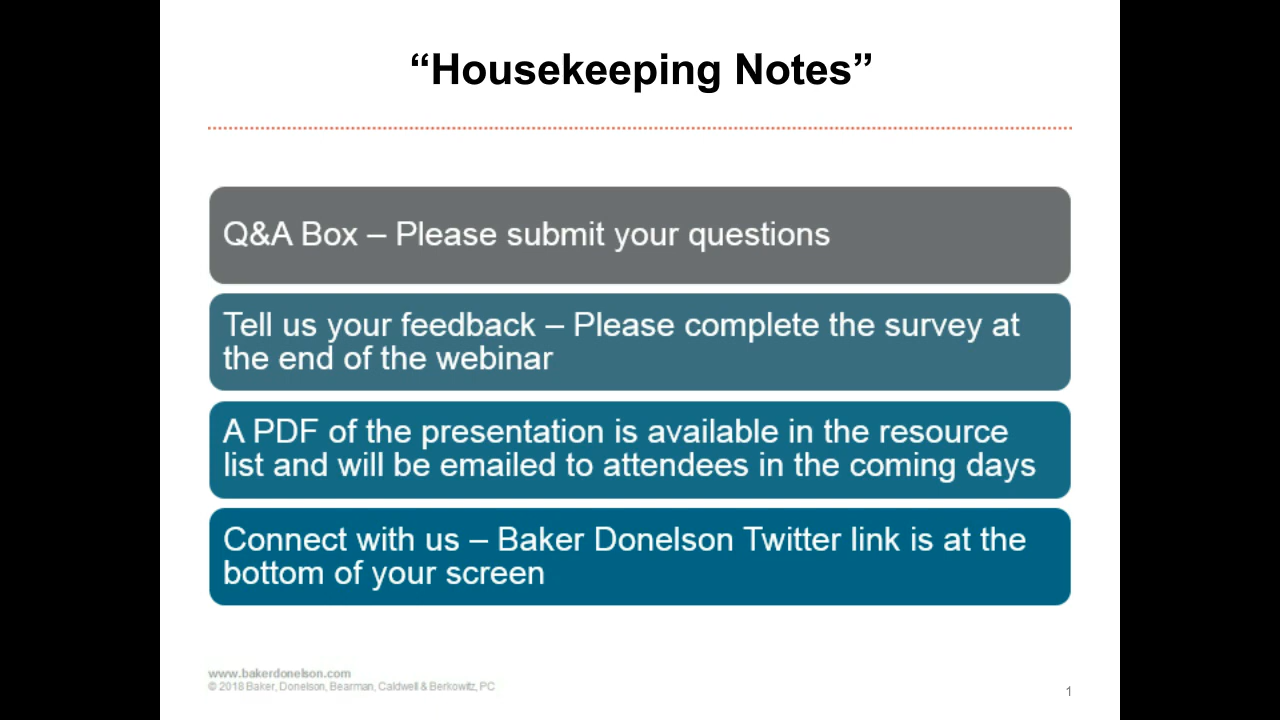 “Housekeeping Notes”
Q&A Box – Please submit your questions
Tell us your feedback – Please complete the survey at
the end of the webinar
A PDF of the presentation is available in the resource
list and will be emailed to attendees in the coming days
Connect with us – Baker Donelson Twitter link is at the
bottom of your screen
www.bakerdonelson.com
© 2018 Baker, Donelson, Bearman, Caldwell & Berkowitz, PC
1